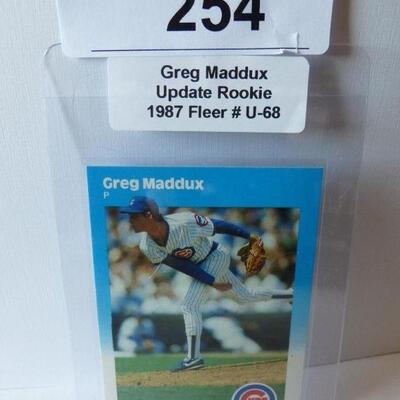 254
Greg Maddux
Update Rookie
1987 Fleer # U-68
Greg Maddux
P